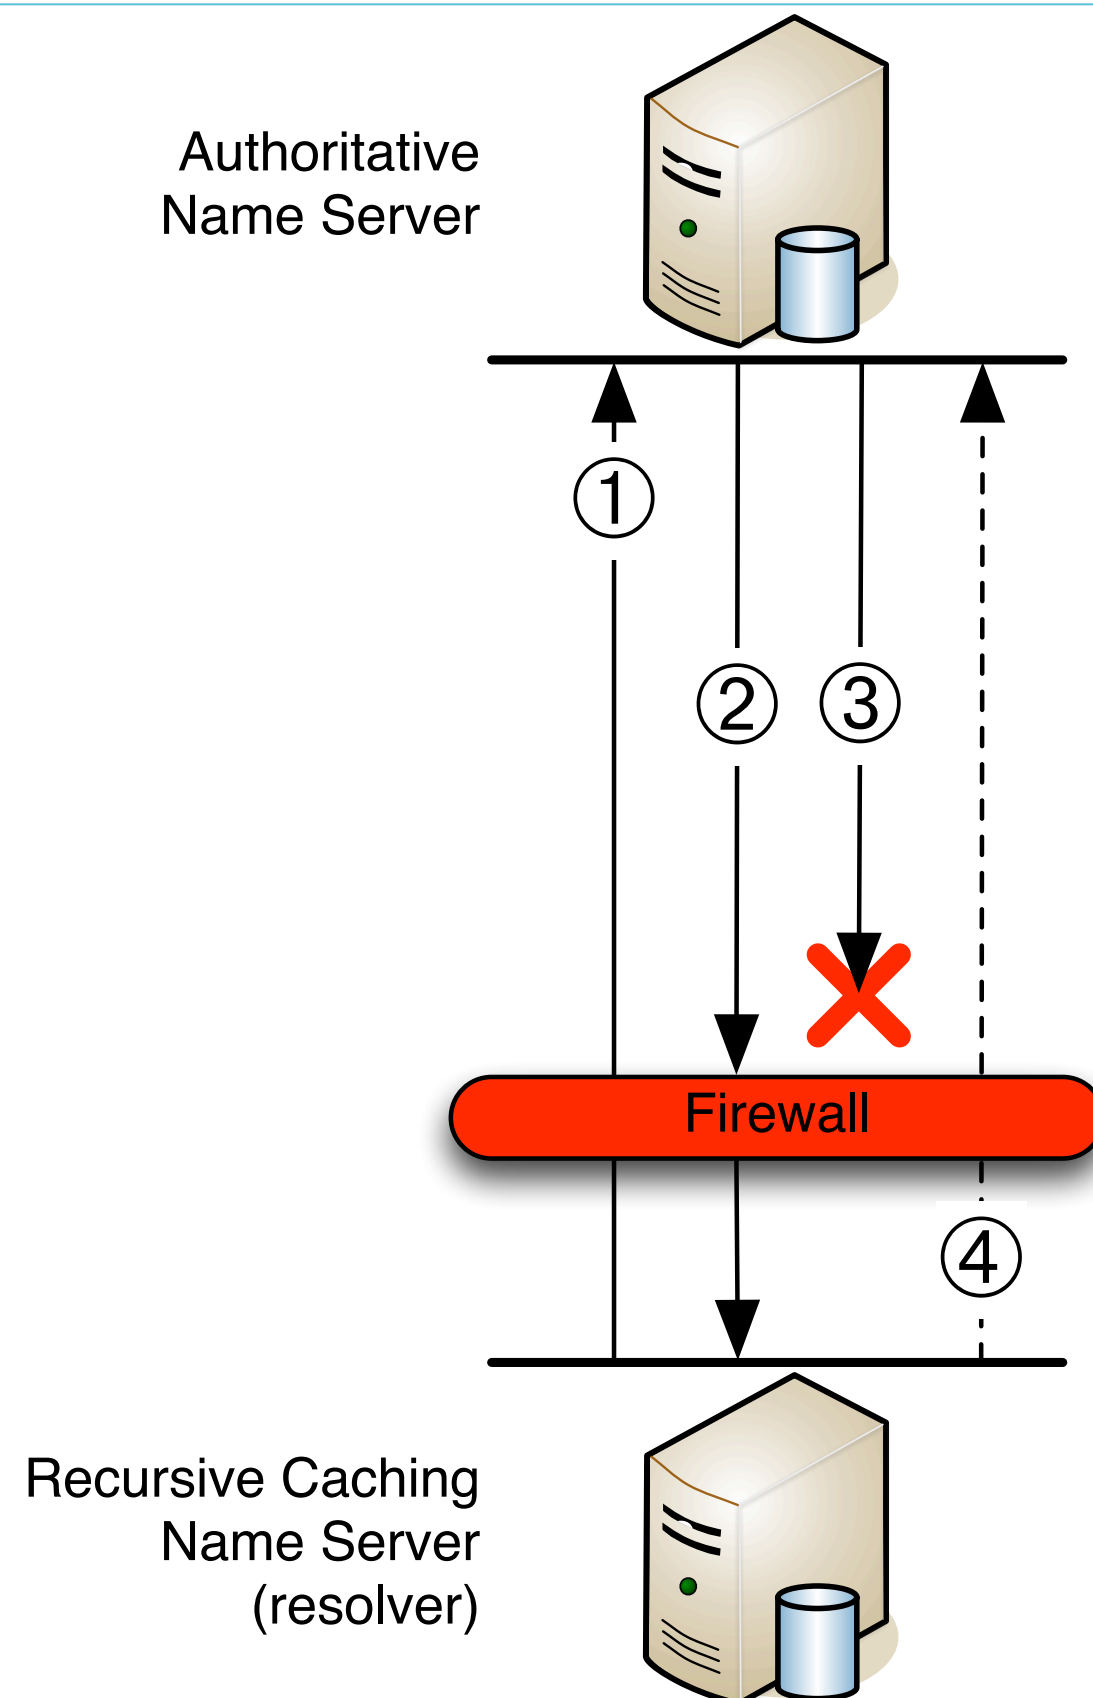 Authoritative
Name Server
①
② ③
Firewall
④
Recursive Caching
Name Server
(resolver)